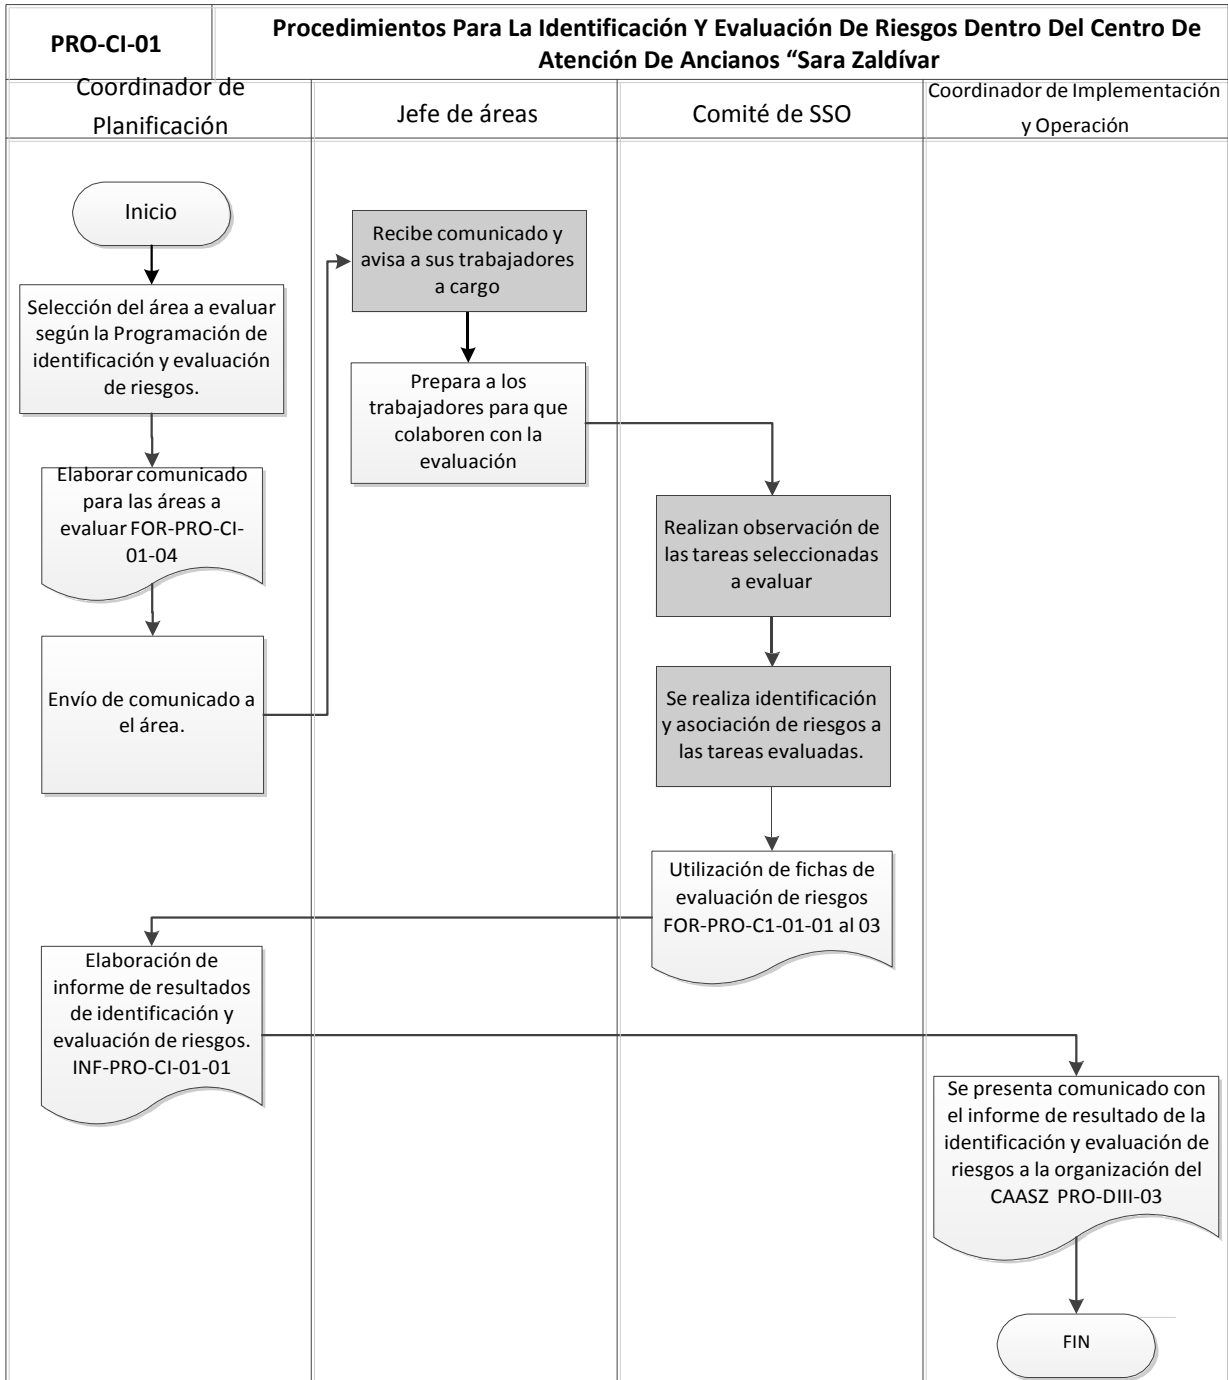 PRO-CI-01
Procedimientos Para La Identificación Y Evaluación De Riesgos Dentro Del Centro De
Atención De Ancianos “Sara Zaldívar
Coordinador de
Planificación
Jefe de áreas
Comité de SSO
Coordinador de Implementación
y Operación
Inicio
Selección del área a evaluar
según la Programación de
identificación y evaluación
de riesgos.
Elaborar comunicado
para las áreas a
evaluar FOR-PRO-CI-
01-04
Envío de comunicado a
el área.
Recibe comunicado y
avisa a sus trabajadores
a cargo
Prepara a los
trabajadores para que
colaboren con la
evaluación
Realizan observación de
las tareas seleccionadas
a evaluar
Se realiza identificación
y asociación de riesgos a
las tareas evaluadas.
Utilización de fichas de
evaluación de riesgos
FOR-PRO-C1-01-01 al 03
Elaboración de
informe de resultados
de identificación y
evaluación de riesgos.
INF-PRO-CI-01-01
Se presenta comunicado con
el informe de resultado de la
identificación y evaluación de
riesgos a la organización del
CAASZ PRO-DIII-03
FIN